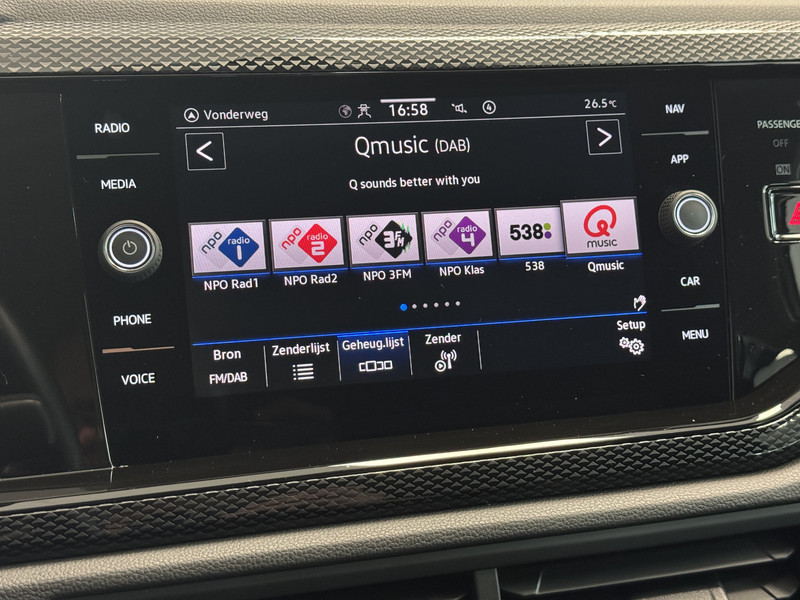 RADIO
MEDIA
PHONE
VOICE
Vonderweg
16:58
4
26.5°C
Qmusic (DAB)
Q sounds better with you
npo radio 1
npo radio 2
npo 3FM
npo radio 4
538
Q MUSIC
NPO Rad1
NPO Rad2
NPO 3FM
NPO Klas
538
Qmusic
Bron
FM/DAB
Zenderlijst
Geheug.lijst
Zender
Setup
NAV
APP
CAR
MENU
PASSENGE
OFF
ON